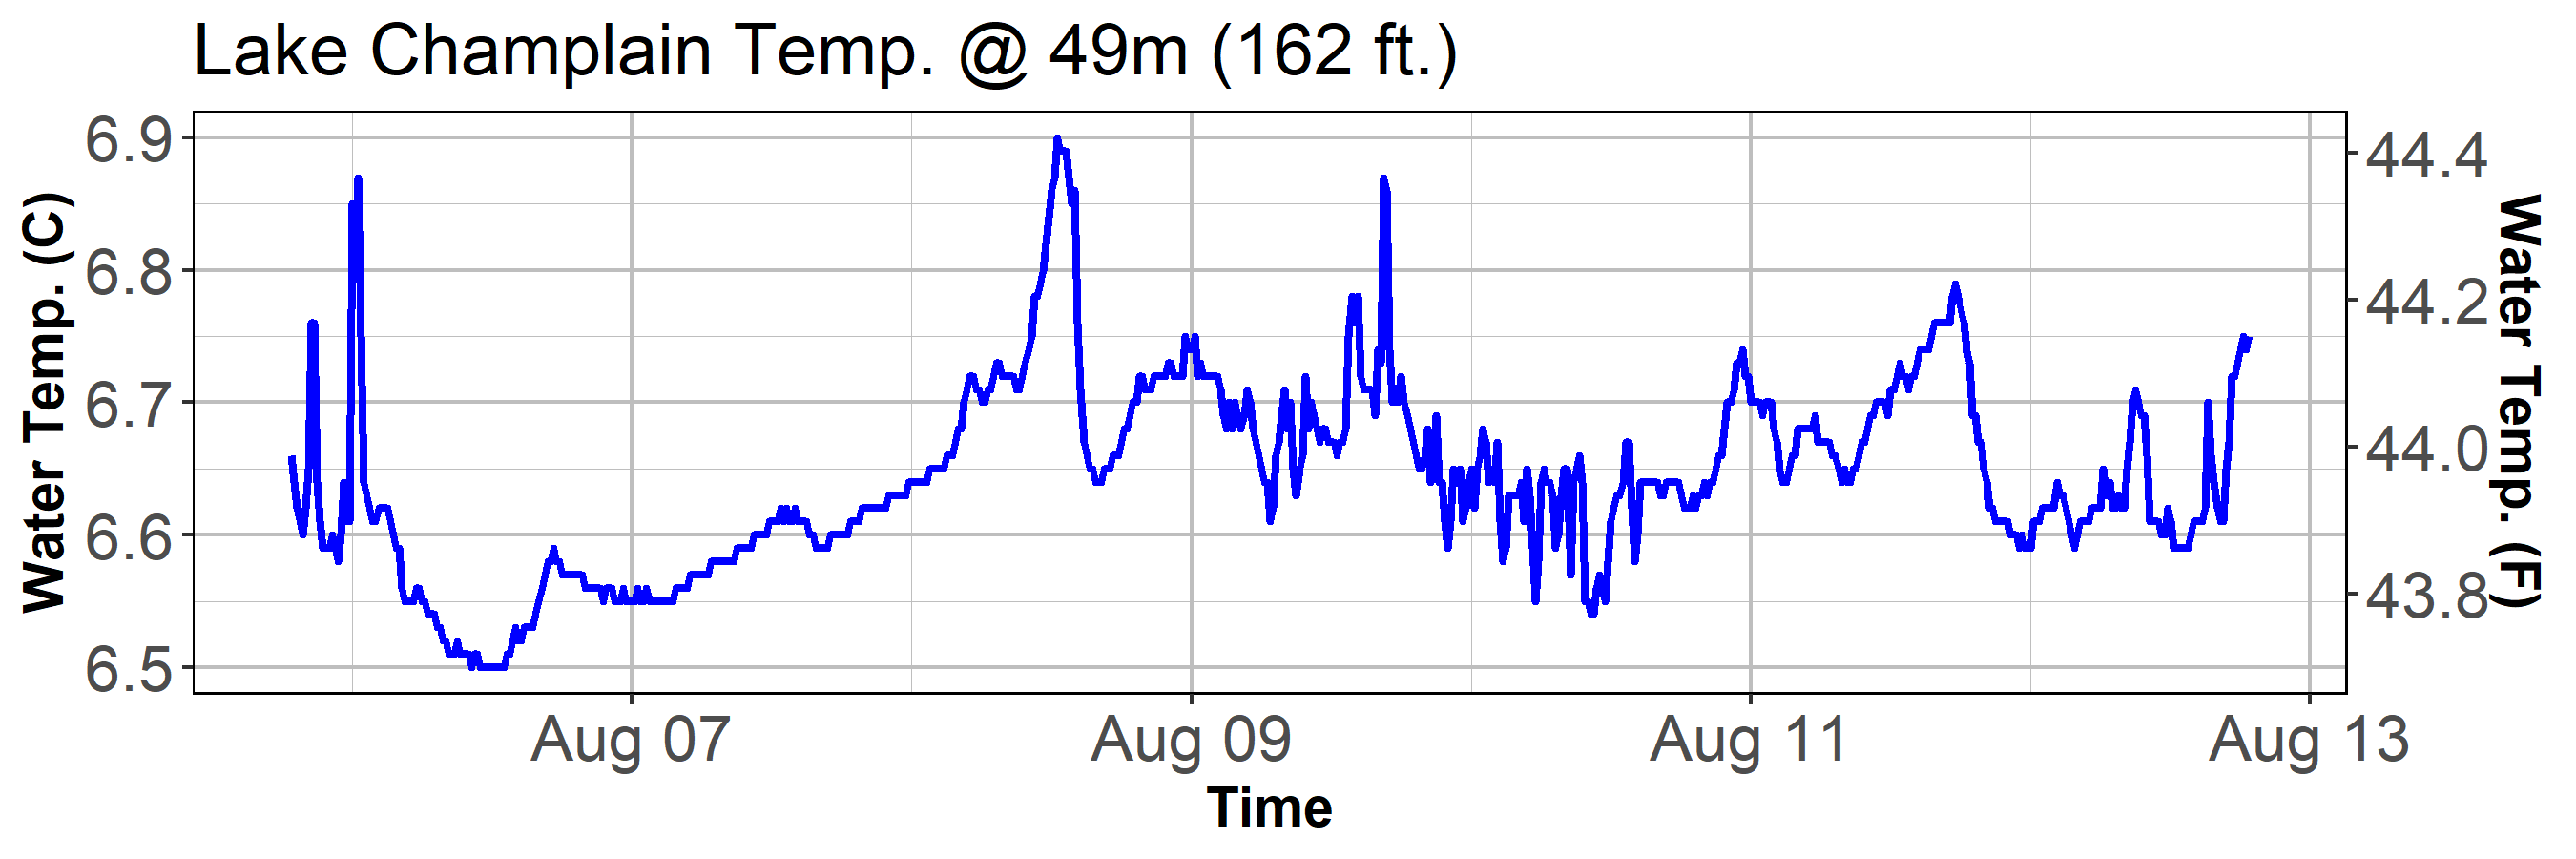 Lake Champlain Temp. @ 49m (162 ft.)
Water Temp. (C)
6.9
6.8
6.7
6.6
6.5
44.4
44.2
44.0
43.8
Water Temp. (F)
Aug 07 Aug 09 Aug 11 Aug 13
Time